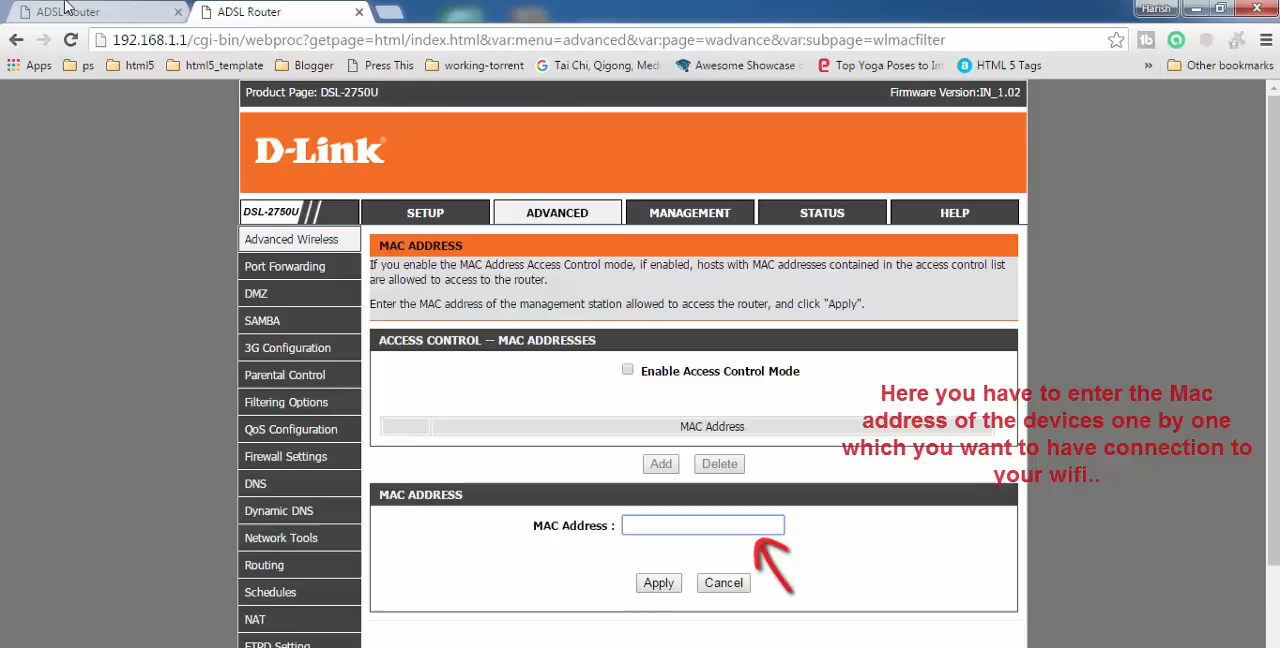 ADSL Router
ADSL Router
Harish
192.168.1.1/cgi-bin/webproc?getpage=html/index.html&var:menu=advanced&var:page=wadvance&var:subpage=wlmacfilter
Apps ps html5 html5_template Blogger Press This working-torrent Tai Chi, Qigong, Med Awesome Showcase Top Yoga Poses to Im HTML 5 Tags » Other bookmarks
Product Page: DSL-2750U Firmware Version:IN_1.02
D-Link
DSL-2750U SETUP ADVANCED MANAGEMENT STATUS HELP
Advanced Wireless
Port Forwarding
DMZ
SAMBA
3G Configuration
Parental Control
Filtering Options
QoS Configuration
Firewall Settings
DNS
Dynamic DNS
Network Tools
Routing
Schedules
NAT
FTPD Setting
MAC ADDRESS
If you enable the MAC Address Access Control mode, if enabled, hosts with MAC addresses contained in the access control list
are allowed to access to the router.
Enter the MAC address of the management station allowed to access the router, and click "Apply".
ACCESS CONTROL -- MAC ADDRESSES
Enable Access Control Mode
MAC Address
Add Delete
MAC ADDRESS
MAC Address :
Apply Cancel
Here you have to enter the Mac
address of the devices one by one
which you want to have connection to
your wifi..